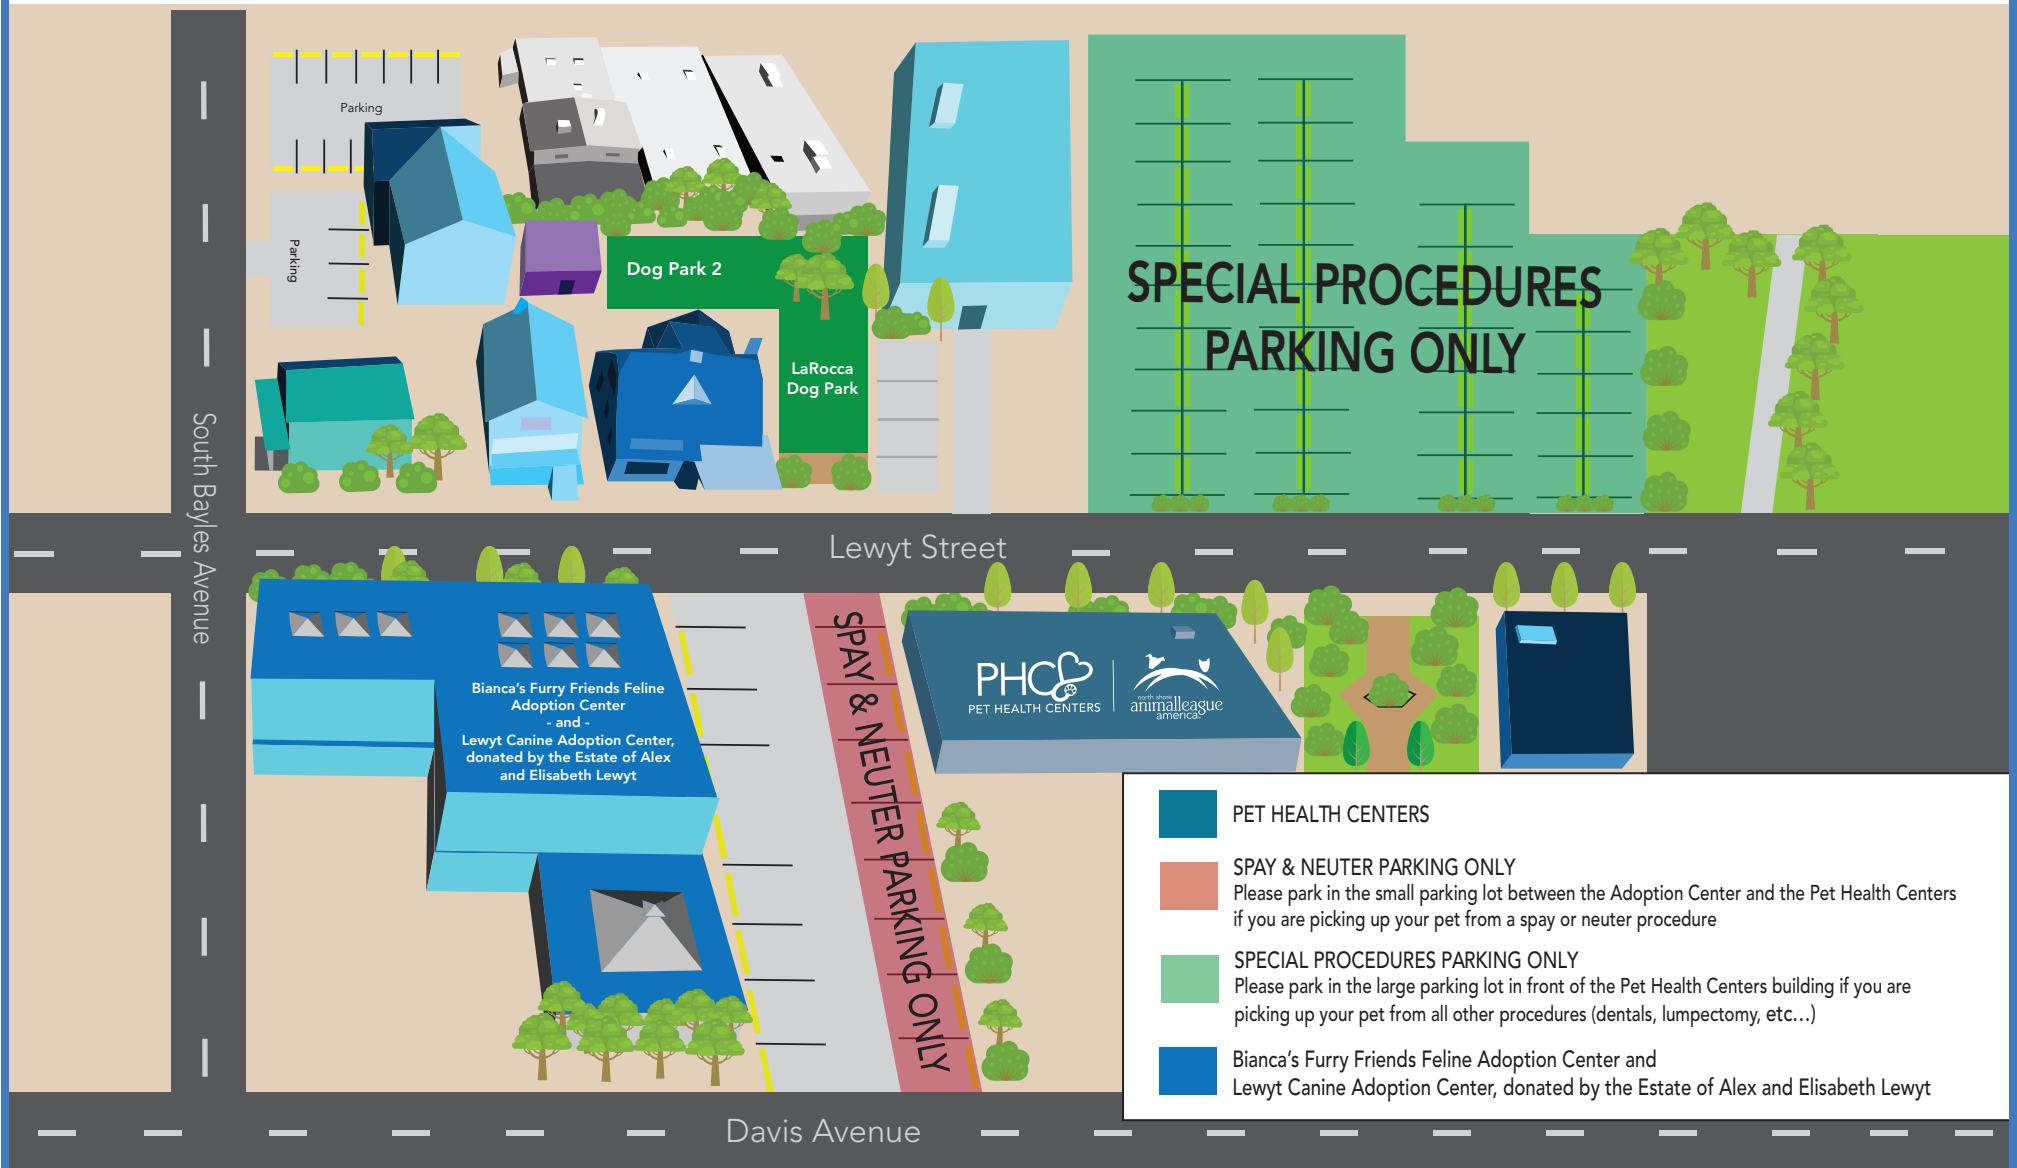 Parking
Parking
Dog Park 2
LaRocca
Dog Park
SPECIAL PROCEDURES
PARKING ONLY
South Bayles Avenue
Lewyt Street
Bianca's Furry Friends Feline
Adoption Center
- and -
Lewyt Canine Adoption Center,
donated by the Estate of Alex
and Elisabeth Lewyt
SPAY & NEUTER PARKING ONLY
PHC
PET HEALTH CENTERS
north shore
animalleague
america
PET HEALTH CENTERS
SPAY & NEUTER PARKING ONLY
Please park in the small parking lot between the Adoption Center and the Pet Health Centers
if you are picking up your pet from a spay or neuter procedure
SPECIAL PROCEDURES PARKING ONLY
Please park in the large parking lot in front of the Pet Health Centers building if you are
picking up your pet from all other procedures (dentals, lumpectomy, etc...)
Bianca's Furry Friends Feline Adoption Center and
Lewyt Canine Adoption Center, donated by the Estate of Alex and Elisabeth Lewyt
Davis Avenue